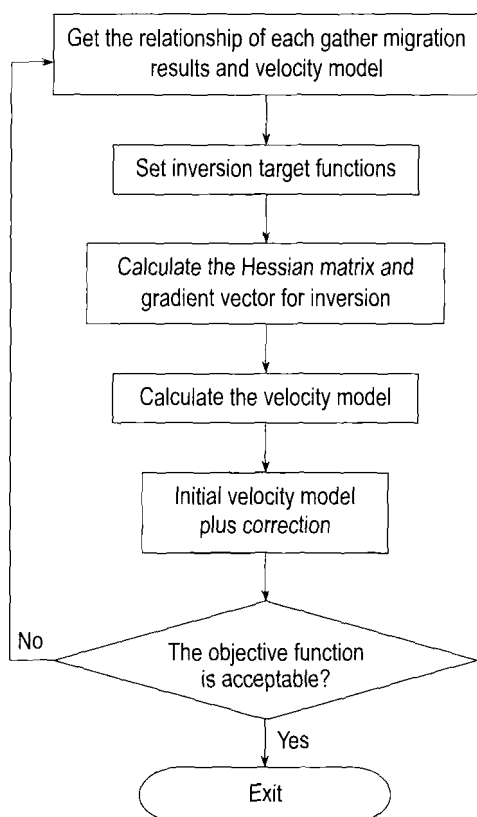 Get the relationship of each gather migration
results and velocity model
Set inversion target functions
Calculate the Hessian matrix and
gradient vector for inversion
Calculate the velocity model
Initial velocity model
plus correction
No
The objective function
is acceptable?
Yes
Exit